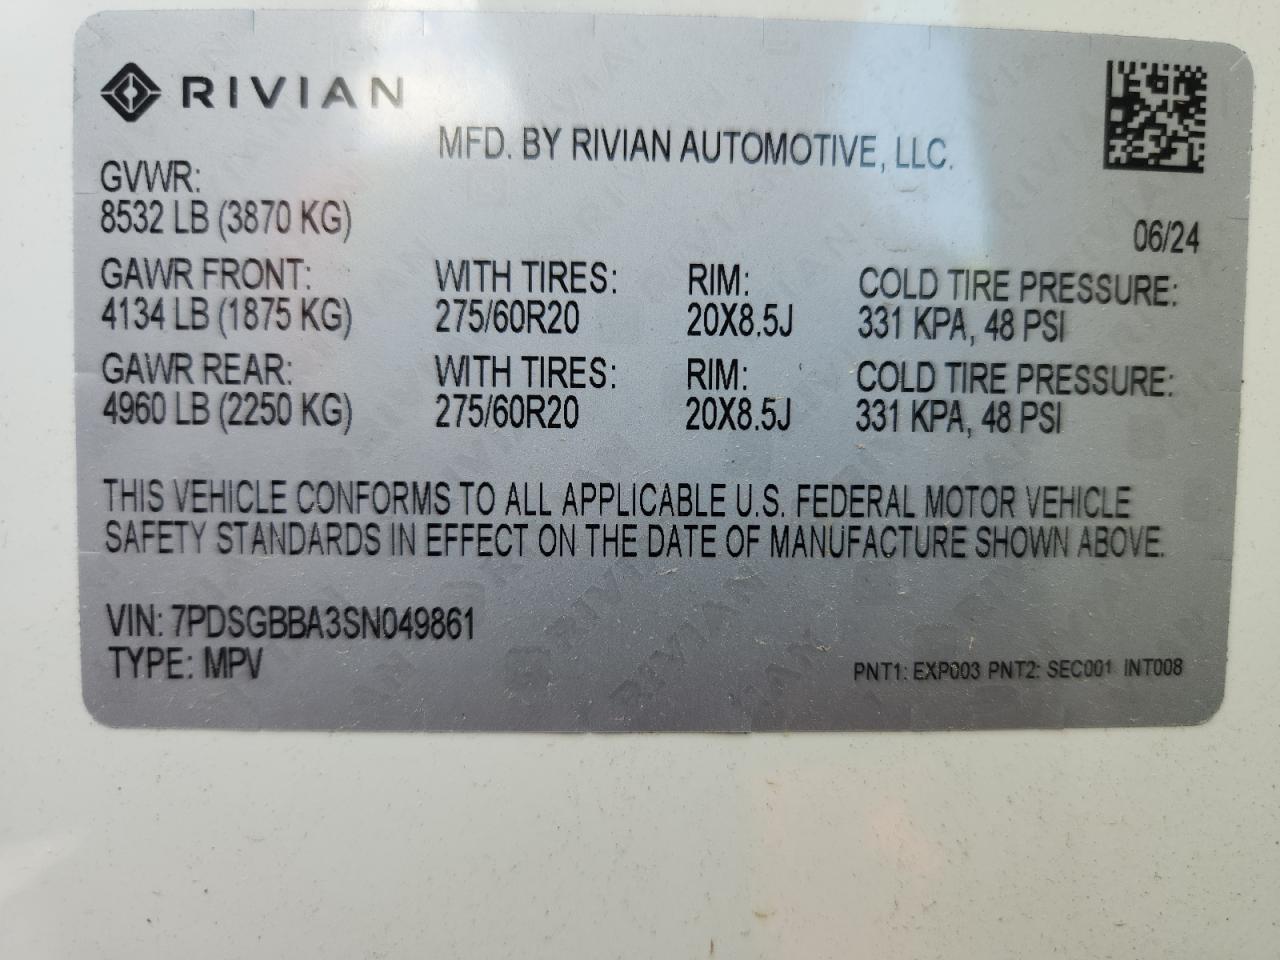 RIVIAN
MFD. BY RIVIAN AUTOMOTIVE, LLC.
GVWR:
8532 LB (3870 KG)
06/24
GAWR FRONT: WITH TIRES: RIM: COLD TIRE PRESSURE:
4134 LB (1875 KG) 275/60R20 20X8.5J 331 KPA, 48 PSI
GAWR REAR: WITH TIRES: RIM: COLD TIRE PRESSURE:
4960 LB (2250 KG) 275/60R20 20X8.5J 331 KPA, 48 PSI
THIS VEHICLE CONFORMS TO ALL APPLICABLE U.S. FEDERAL MOTOR VEHICLE
SAFETY STANDARDS IN EFFECT ON THE DATE OF MANUFACTURE SHOWN ABOVE.
VIN: 7PDSGBBA3SN049861
TYPE: MPV
PNT1: EXP003 PNT2: SEC001 INT008